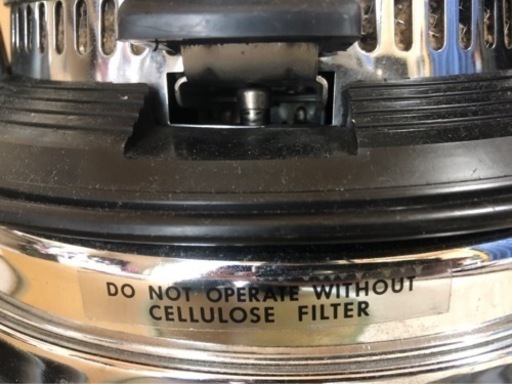 DO NOT OPERATE WITHOUT
CELLULOSE FILTER